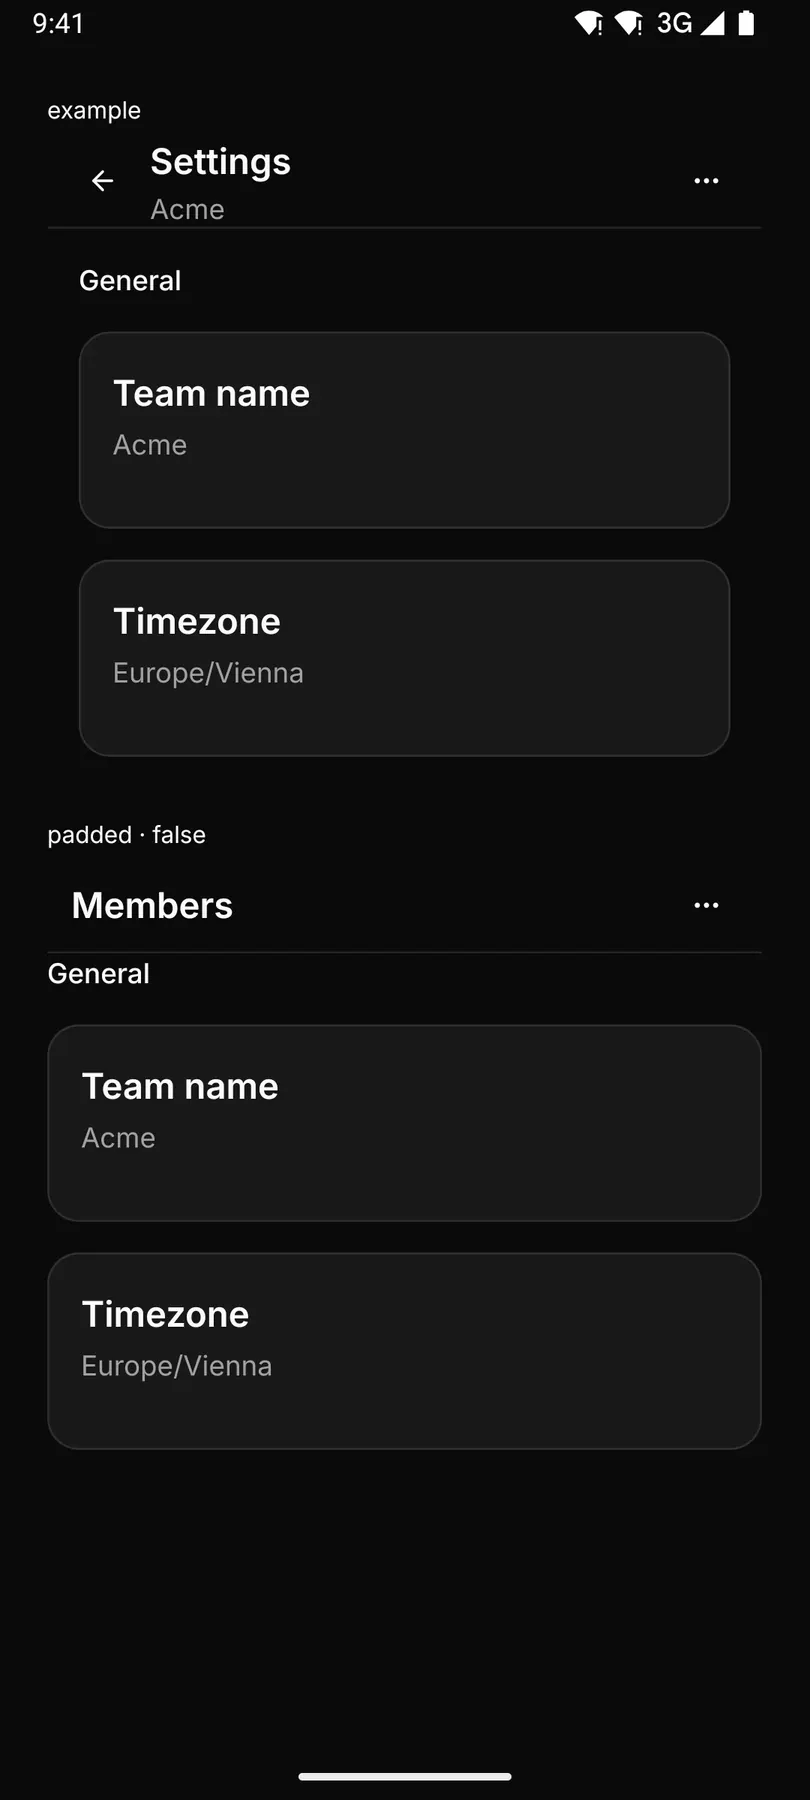 9:41
3G
example
Settings
Acme
General
Team name
Acme
Timezone
Europe/Vienna
padded · false
Members
General
Team name
Acme
Timezone
Europe/Vienna